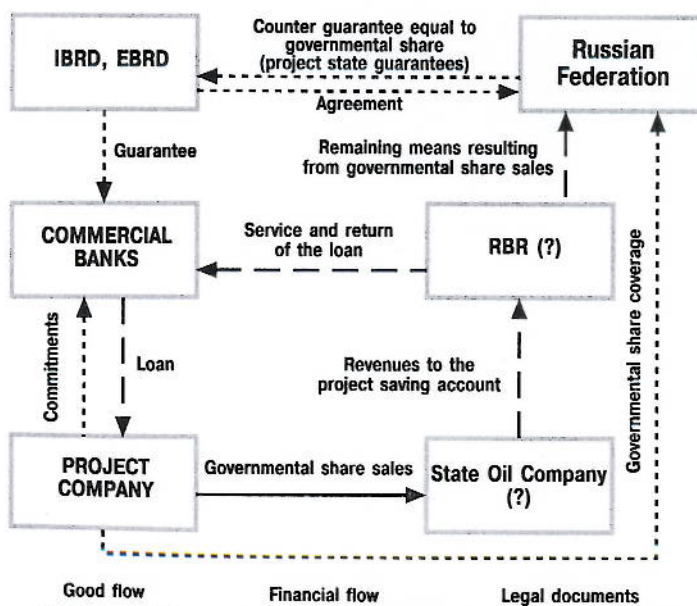 Counter guarantee equal to
governmental share
(project state guarantees)
IBRD, EBRD
Russian
Federation
Agreement
Guarantee
Remaining means resulting
from governmental share sales
COMMERCIAL
BANKS
Service and return
of the loan
RBR (?)
Governmental share coverage
Commitments
Loan
Revenues to the
project saving account
PROJECT
COMPANY
Governmental share sales
State Oil Company
(?)
Good flow
Financial flow
Legal documents